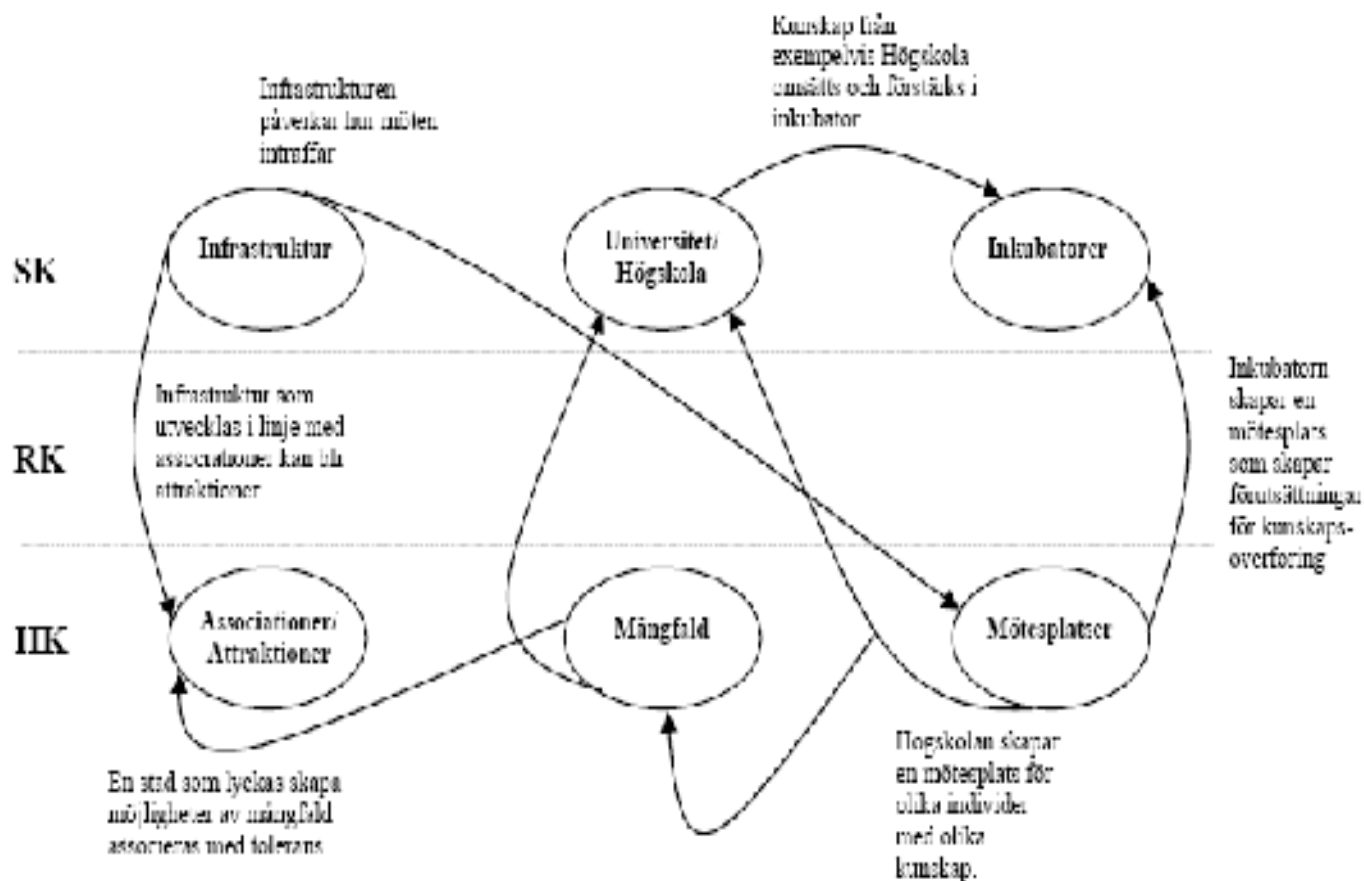 Kunskap från
exempelvis Högskola
omsätts och förstärks i
inkubator
Infrastrukturen
påverkar hur möten
inträffar
SK
Infrastruktur
Universitet/
Högskola
Inkubatorer
RK
Infrastruktur som
utvecklas i linje med
associationer kan bli
attraktioner
Inkubatorn
skapar en
mötesplats
som skapar
förutsättningar
för kunskaps-
överföring
Associationer/
Attraktioner
Mångfald
Mötesplatser
En stad som lyckas skapa
möjligheter av mångfald
associeras med tolerans
Högskolan skapar
en mötesplats för
olika individer
med olika
kunskap.